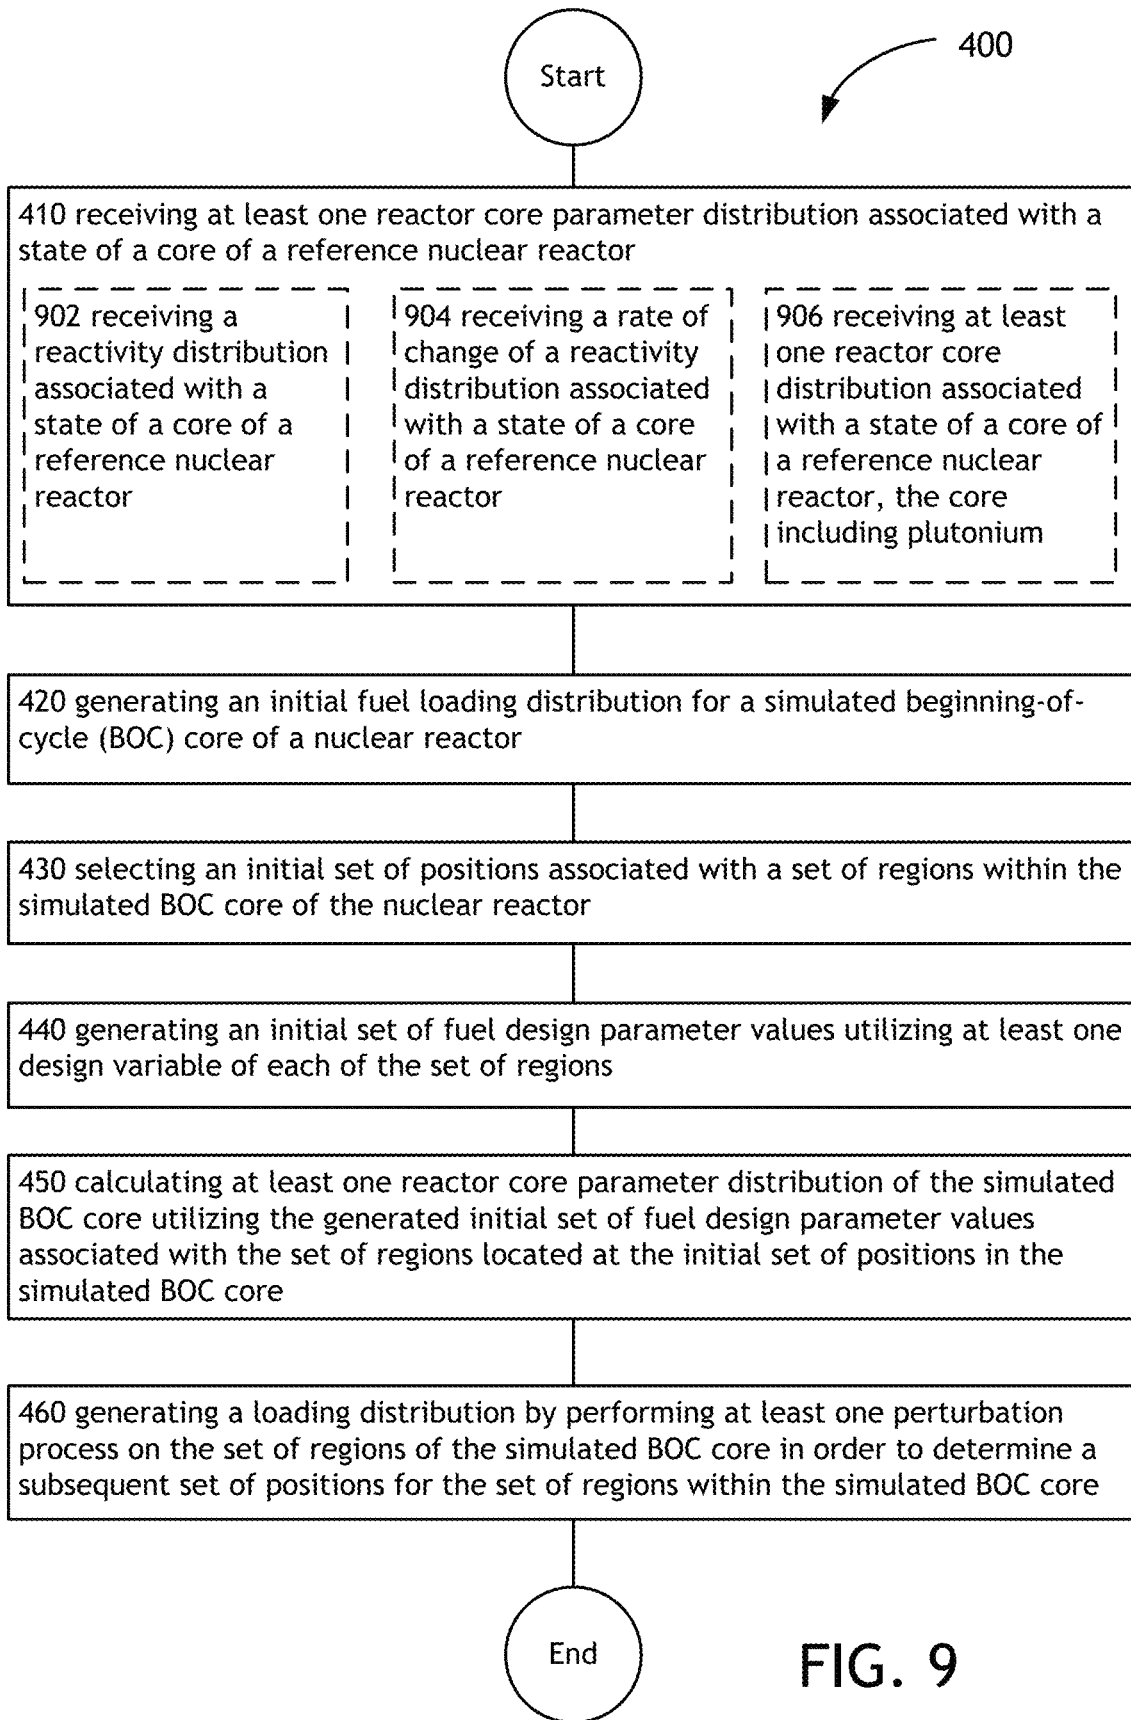 Start
400
410 receiving at least one reactor core parameter distribution associated with a
state of a core of a reference nuclear reactor
902 receiving a
reactivity distribution
associated with a
state of a core of a
reference nuclear
reactor
904 receiving a rate of
change of a reactivity
distribution associated
with a state of a core
of a reference nuclear
reactor
906 receiving at least
one reactor core
distribution associated
with a state of a core of
a reference nuclear
reactor, the core
including plutonium
420 generating an initial fuel loading distribution for a simulated beginning-of-
cycle (BOC) core of a nuclear reactor
430 selecting an initial set of positions associated with a set of regions within the
simulated BOC core of the nuclear reactor
440 generating an initial set of fuel design parameter values utilizing at least one
design variable of each of the set of regions
450 calculating at least one reactor core parameter distribution of the simulated
BOC core utilizing the generated initial set of fuel design parameter values
associated with the set of regions located at the initial set of positions in the
simulated BOC core
460 generating a loading distribution by performing at least one perturbation
process on the set of regions of the simulated BOC core in order to determine a
subsequent set of positions for the set of regions within the simulated BOC core
End
FIG. 9